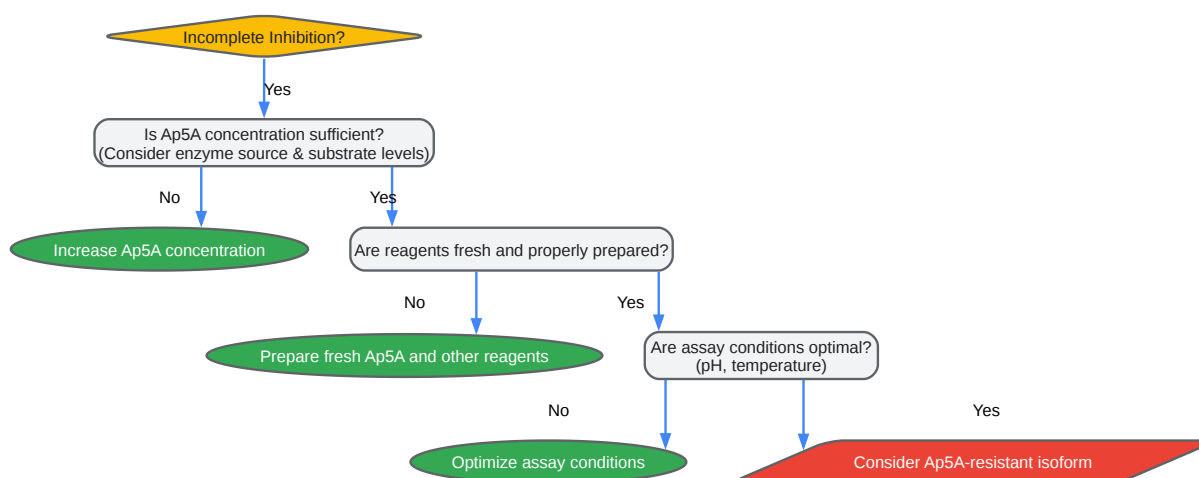 Incomplete Inhibition?
Yes
Is Ap5A concentration sufficient?
(Consider enzyme source & substrate levels)
No
Yes
Increase Ap5A concentration
Are reagents fresh and properly prepared?
No
Yes
Prepare fresh Ap5A and other reagents
Are assay conditions optimal?
(pH, temperature)
No
Yes
Optimize assay conditions
Consider Ap5A-resistant isoform